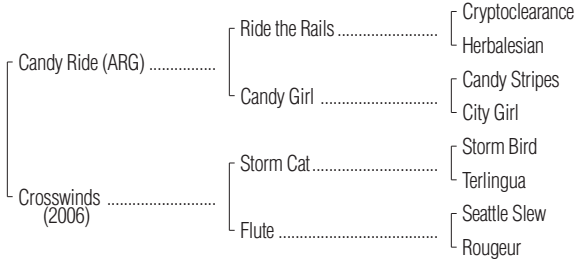 Cryptoclearance
Ride the Rails ........................
Herbalesian
Candy Ride (ARG) ................
Candy Stripes
Candy Girl ............................
City Girl
Storm Bird
Storm Cat .............................
Terlingua
Crosswinds ..........................
(2006)
Seattle Slew
Flute ......................................
Rougeur